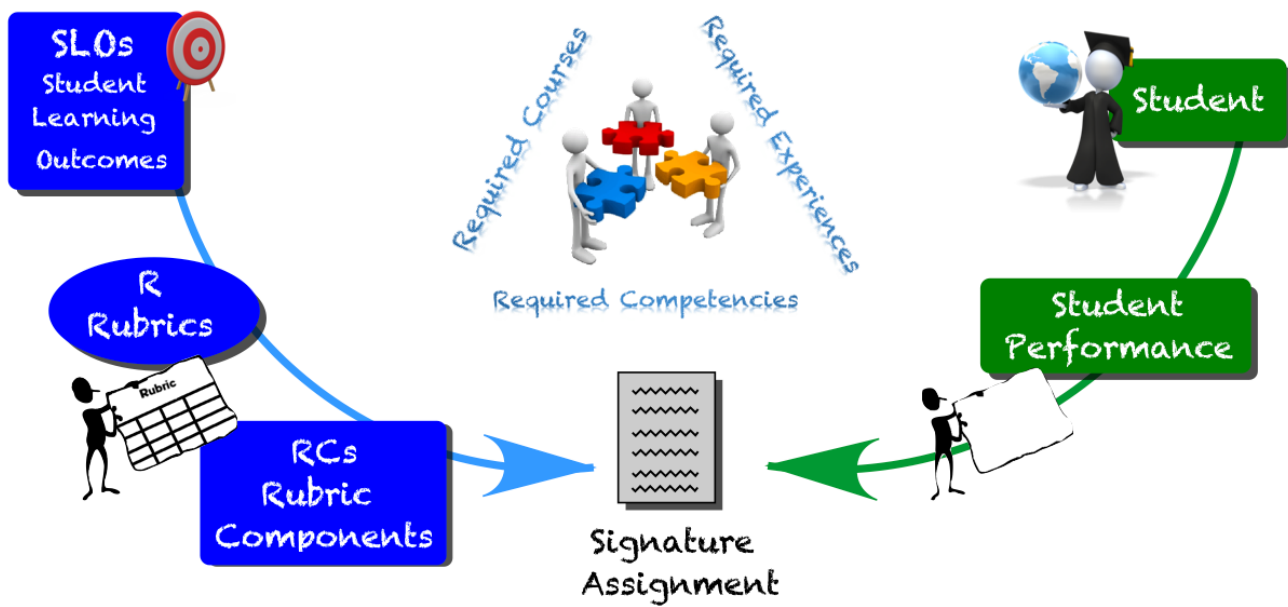 SLOs
Student
Learning
Outcomes
R
Rubrics
Rubric
RCs
Rubric
Components
Required Courses
Required Experiences
Required Competencies
Signature
Assignment
Student
Student
Performance